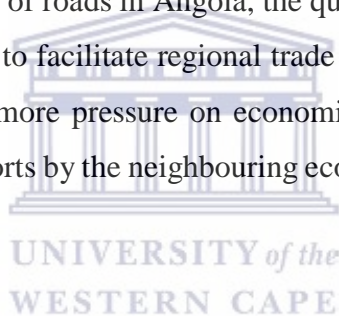 of roads in Angola, the qu
to facilitate regional trade
more pressure on economi
orts by the neighbouring eco
UNIVERSITY of the
WESTERN CAPE